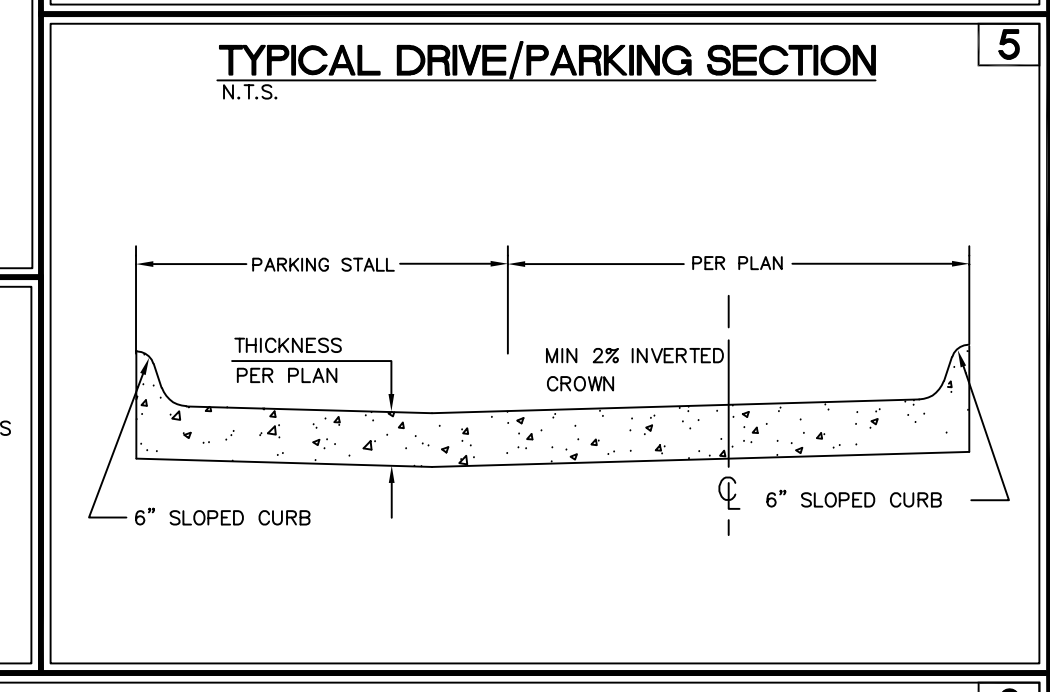 5
TYPICAL DRIVE/PARKING SECTION
N.T.S.
PARKING STALL
PER PLAN
THICKNESS
PER PLAN
MIN 2% INVERTED
CROWN
S
℄
6" SLOPED CURB
6" SLOPED CURB